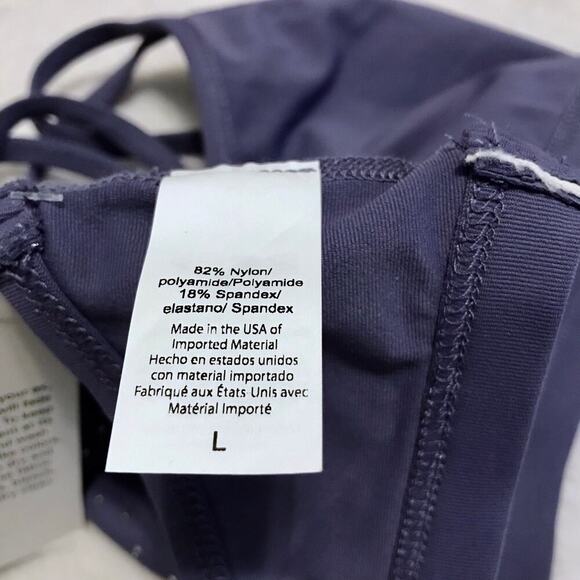 82% Nylon/
polyamide/Polyamide
18% Spandex/
elastano/ Spandex
Made in the USA of
Imported Material
Hecho en estados unidos
con material importado
Fabriqué aux États-Unis avec
Matérial Importé
L